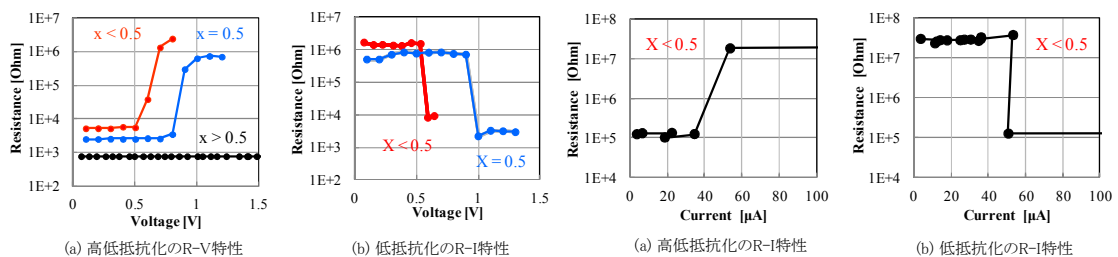 1E+7
1E+6
1E+5
1E+4
1E+3
1E+2
Resistance [Ohm]
x < 0.5
x = 0.5
x > 0.5
0
0.5
1
1.5
Voltage [V]
(a) 高低抵抗化のR-V特性
1E+7
1E+6
1E+5
1E+4
1E+3
1E+2
Resistance [Ohm]
X < 0.5
X = 0.5
0
0.5
1
1.5
Voltage [V]
(b) 低抵抗化のR-I特性
1E+8
1E+7
1E+6
1E+5
1E+4
Resistance [Ohm]
X < 0.5
0
20
40
60
80
100
Current [μA]
(a) 高低抵抗化のR-I特性
1E+8
1E+7
1E+6
1E+5
1E+4
Resistance [Ohm]
X < 0.5
0
20
40
60
80
100
Current [μA]
(b) 低抵抗化のR-I特性